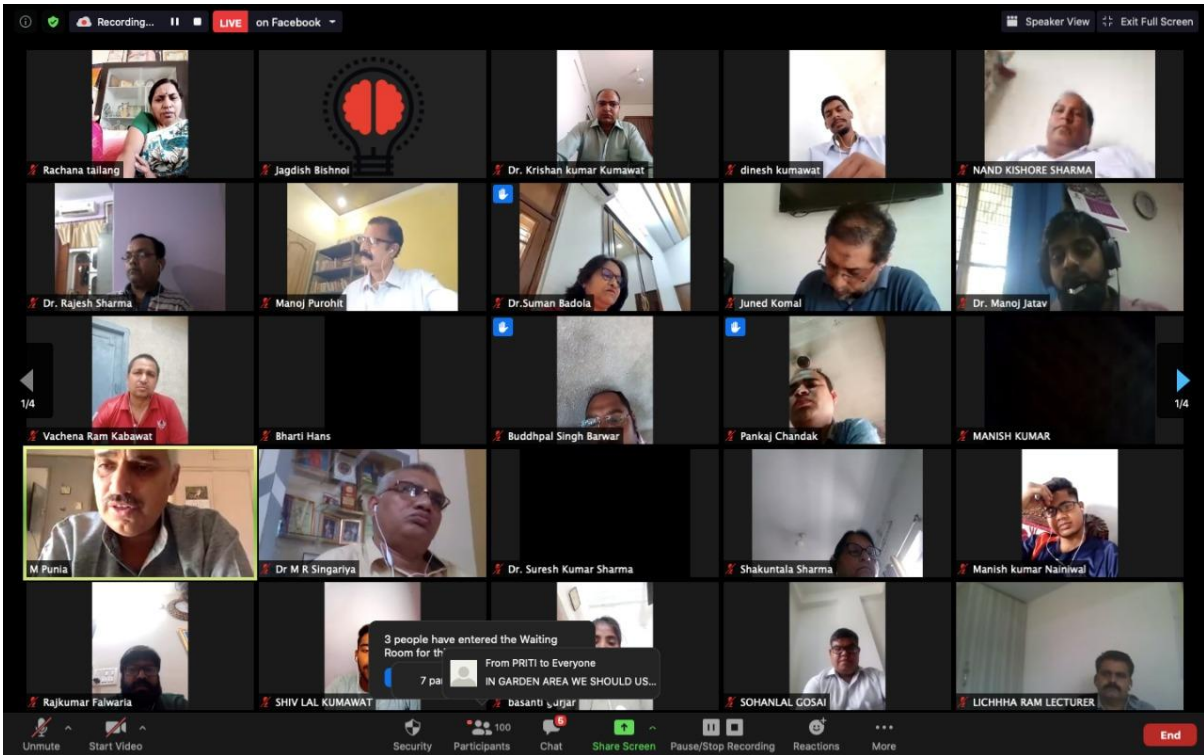 Recording...
LIVE
on Facebook
Speaker View
Exit Full Screen
Rachana tailang
Jagdish Bishnoi
Dr. Krishan kumar Kumawat
dinesh kumawat
NAND KISHORE SHARMA
Dr. Rajesh Sharma
Manoj Purohit
Dr.Suman Badola
Juned Komal
Dr. Manoj Jatav
1/4
1/4
Vachena Ram Kabawat
Bharti Hans
Buddhpal Singh Barwar
Pankaj Chandak
MANISH KUMAR
M Punia
Dr M R Singariya
Dr. Suresh Kumar Sharma
Shakuntala Sharma
Manish kumar Nainiwal
3 people have entered the Waiting
Room for
7
From PRITI to Everyone
IN GARDEN AREA WE SHOULD US...
Rajkumar Falwaria
SHIV LAL KUMAWAT
basanti gurjar
SOHANLAL GOSAI
LICHHHA RAM LECTURER
Unmute
Start Video
Security
100
Participants
6
Chat
Share Screen
Pause/Stop Recording
Reactions
More
End